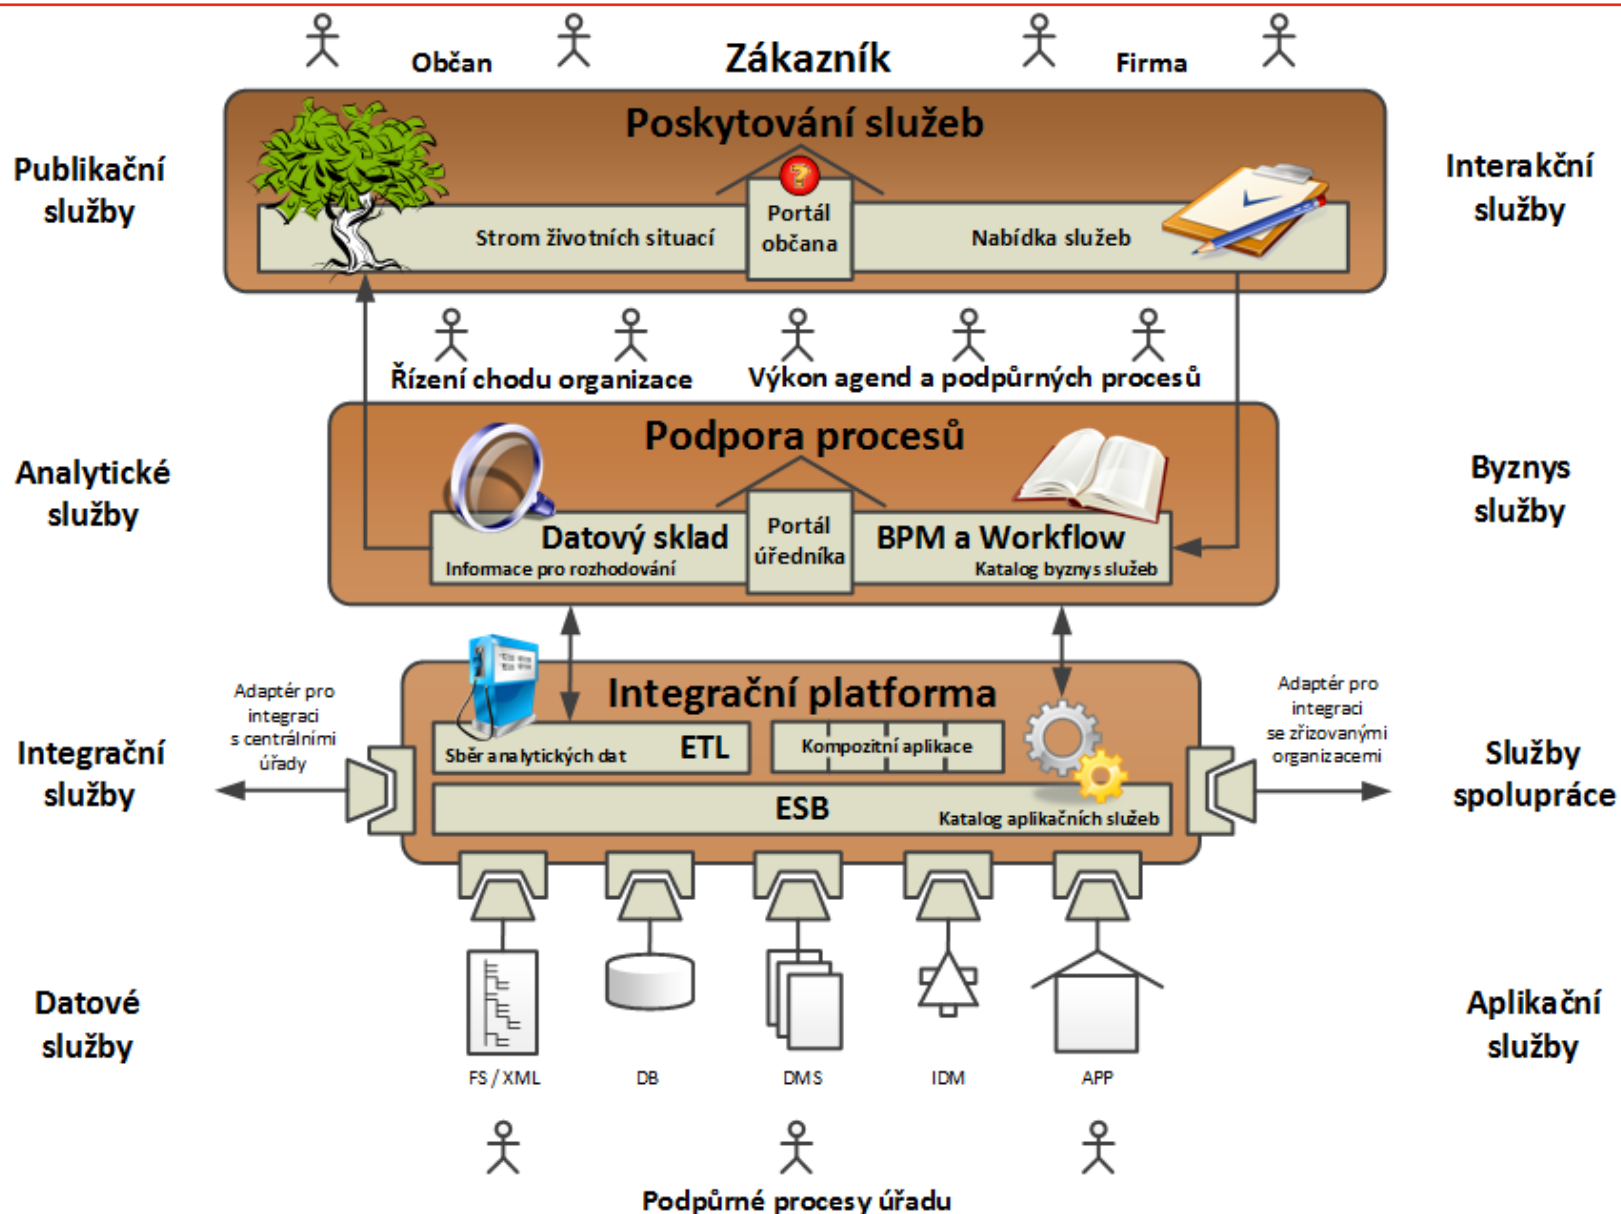 Občan
Zákazník
Firma
Poskytování služeb
Publikační
služby
Interakční
služby
?
Portál
občana
Strom životních situací
Nabídka služeb
Řízení chodu organizace
Výkon agend a podpůrných procesů
Podpora procesů
Analytické
služby
Byznys
služby
Datový sklad
Informace pro rozhodování
Portál
úředníka
BPM a Workflow
Katalog byznys služeb
Integrační platforma
Adaptér pro
integraci
s centrálními
úřady
Adaptér pro
integraci
se zřizovanými
organizacemi
Integrační
služby
Služby
spolupráce
Sběr analytických dat
ETL
Kompozitní aplikace
ESB
Katalog aplikačních služeb
Datové
služby
Aplikační
služby
FS / XML
DB
DMS
IDM
APP
Podpůrné procesy úřadu